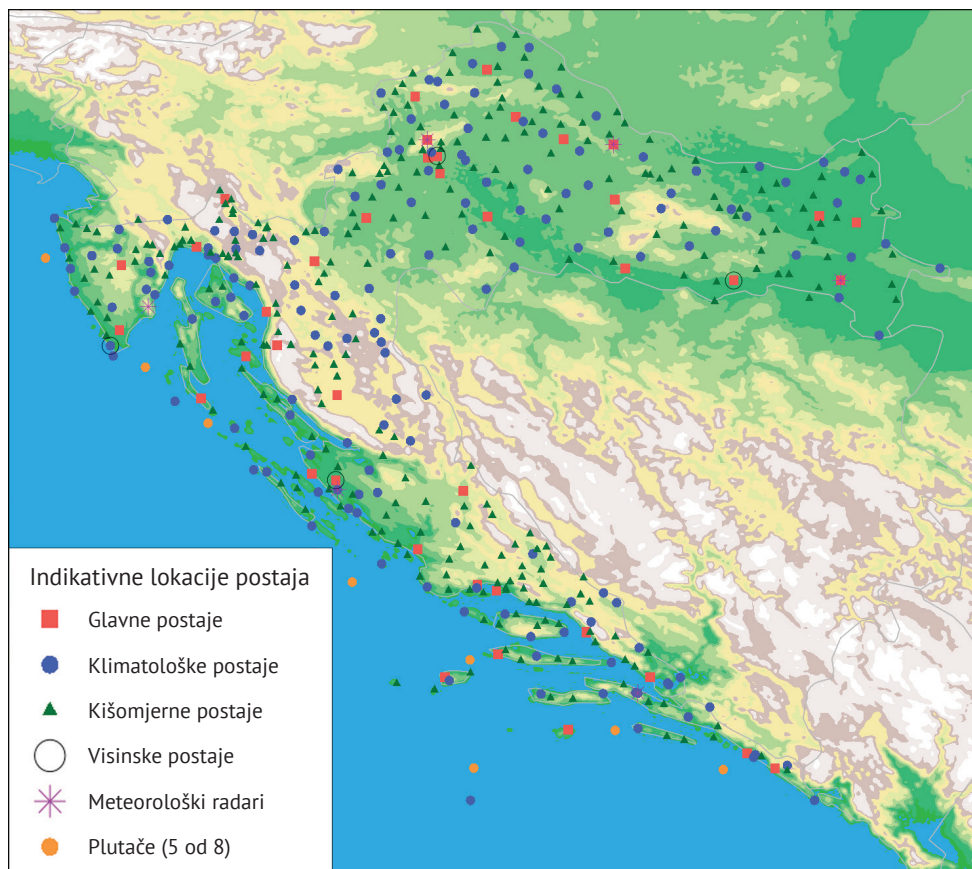 Indikativne lokacije postaja
Glavne postaje
Klimatološke postaje
Kišomjerne postaje
Visinske postaje
Meteorološki radari
Plutače (5 od 8)